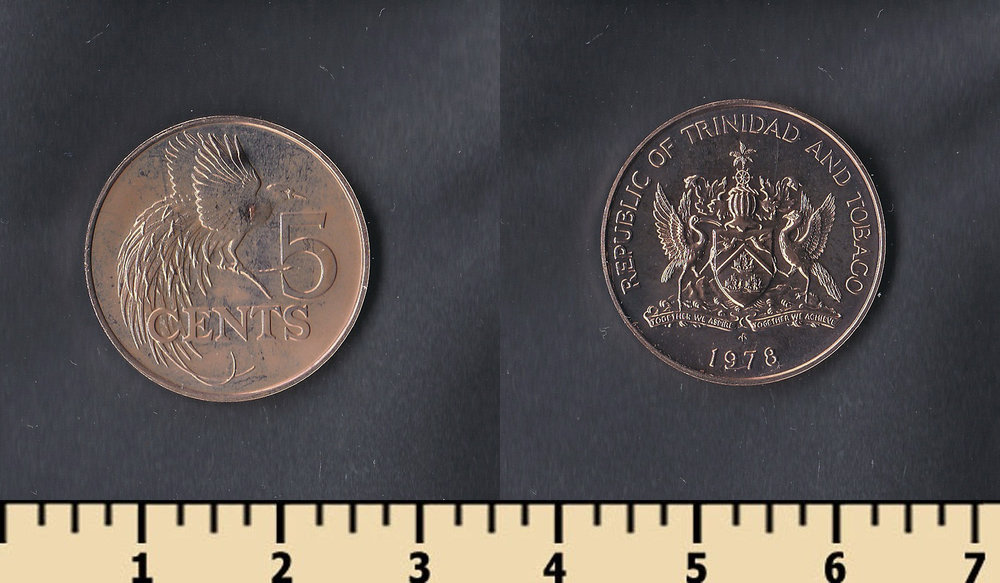 5
CENTS
REPUBLIC OF TRINIDAD AND TOBAGO
TOGETHER WE ASPIRE TOGETHER WE ACHIEVE
1978
1 2 3 4 5 6 7